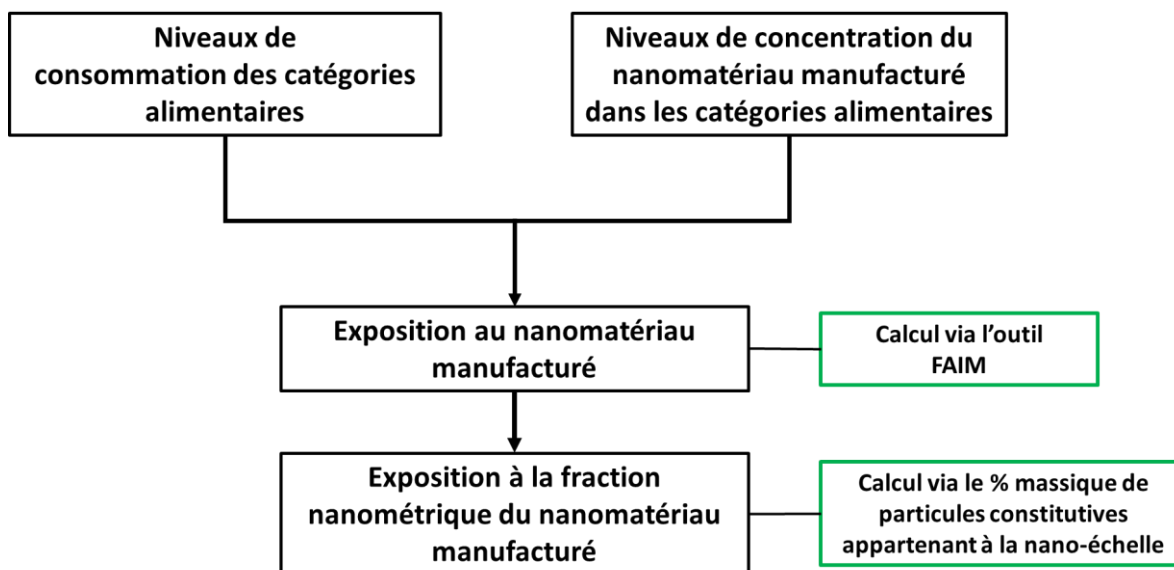 Niveaux de
consommation des catégories
alimentaires
Niveaux de concentration du
nanomatériau manufacturé
dans les catégories alimentaires
Exposition au nanomatériau
manufacturé
Calcul via l'outil
FAIM
Exposition à la fraction
nanométrique du nanomatériau
manufacturé
Calcul via le % massique de
particules constitutives
appartenant à la nano-échelle